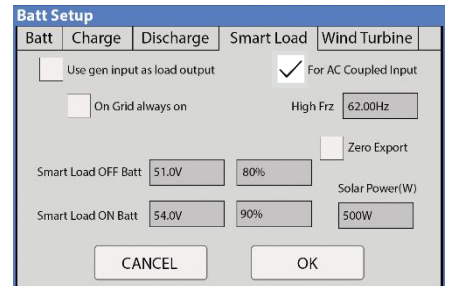 Batt Setup
Batt Charge Discharge Smart Load Wind Turbine
Use gen input as load output For AC Coupled Input
On Grid always on High Frz 62.00Hz
Zero Export
Smart Load OFF Batt 51.0V 80%
Solar Power(W)
Smart Load ON Batt 54.0V 90% 500W
CANCEL OK